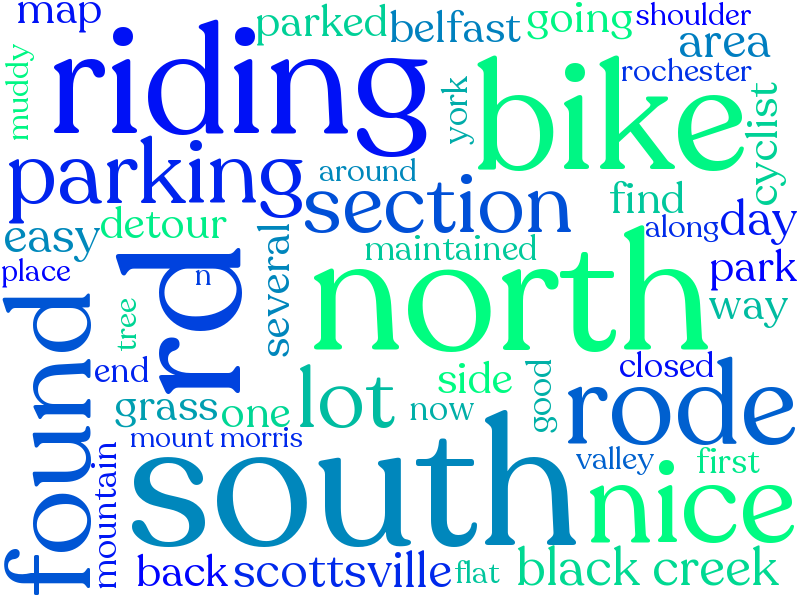 map
riding
parked
belfast
going
shoulder
area
rochester
muddy
york
bike
cyclist
parking
around
section
find
easy
detour
several
maintained
along
day
place
n
rd
north
park
way
found
tree
end
lot
side
closed
grass
one
now
good
rode
mount morris
mountain
south
valley
first
nice
back
scottsville
flat
black creek